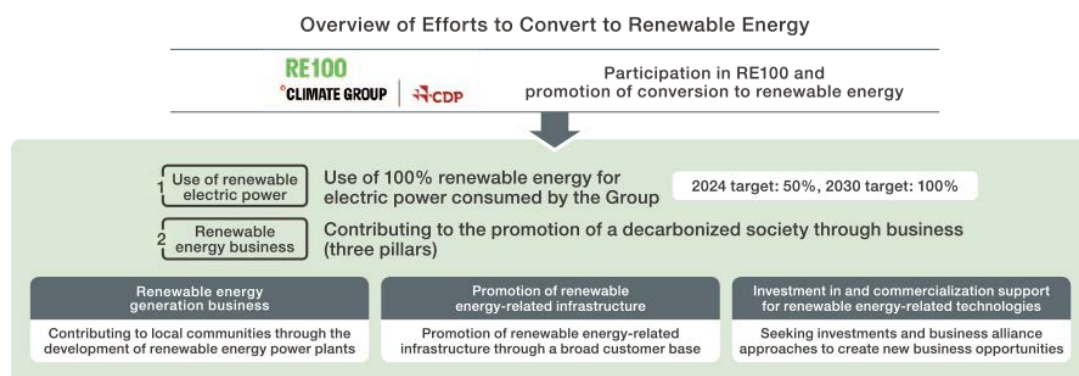 Overview of Efforts to Convert to Renewable Energy
RE100
°CLIMATE GROUP
CDP
Participation in RE100 and
promotion of conversion to renewable energy
1
Use of renewable
electric power
Use of 100% renewable energy for
electric power consumed by the Group
2024 target: 50%, 2030 target: 100%
2
Renewable
energy business
Contributing to the promotion of a decarbonized society through business
(three pillars)
Renewable energy
generation business
Contributing to local communities through the
development of renewable energy power plants
Promotion of renewable
energy-related infrastructure
Promotion of renewable energy-related
infrastructure through a broad customer base
Investment in and commercialization support
for renewable energy-related technologies
Seeking investments and business alliance
approaches to create new business opportunities